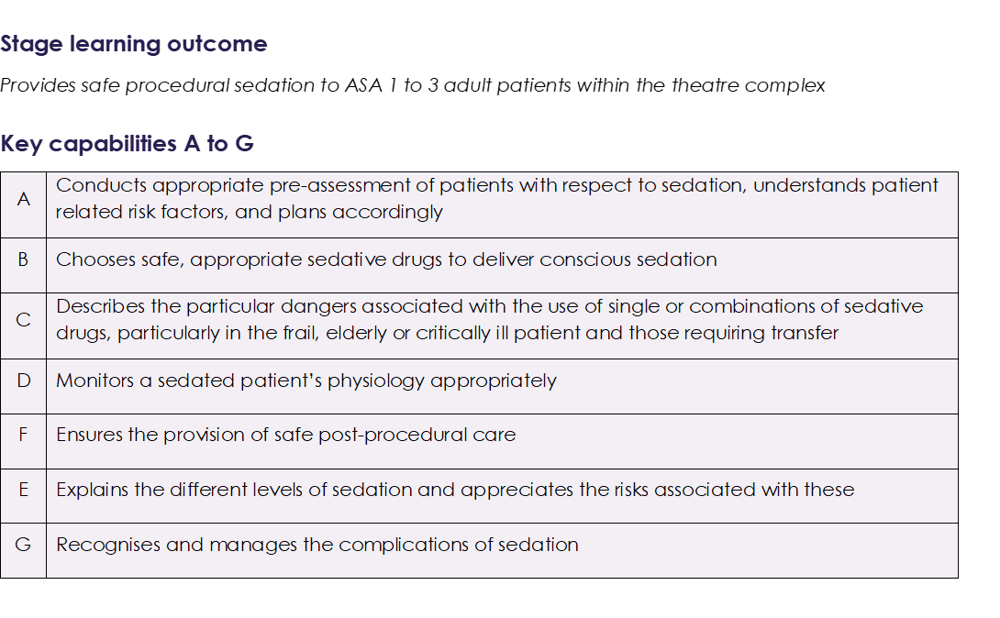 Stage learning outcome
Provides safe procedural sedation to ASA 1 to 3 adult patients within the theatre complex
Key capabilities A to G
A Conducts appropriate pre-assessment of patients with respect to sedation, understands patient
related risk factors, and plans accordingly
B Chooses safe, appropriate sedative drugs to deliver conscious sedation
C Describes the particular dangers associated with the use of single or combinations of sedative
drugs, particularly in the frail, elderly or critically ill patient and those requiring transfer
D Monitors a sedated patient’s physiology appropriately
F Ensures the provision of safe post-procedural care
E Explains the different levels of sedation and appreciates the risks associated with these
G Recognises and manages the complications of sedation